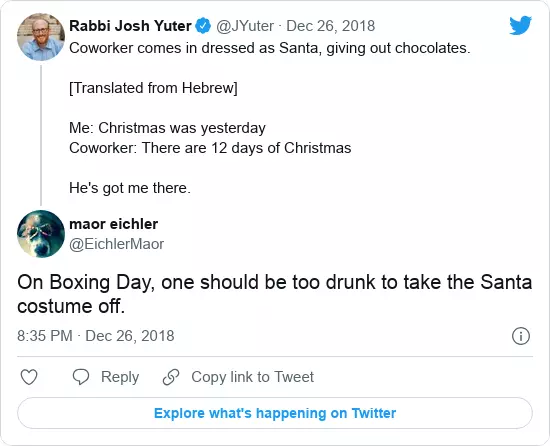 Rabbi Josh Yuter @JYuter · Dec 26, 2018
Coworker comes in dressed as Santa, giving out chocolates.
[Translated from Hebrew]
Me: Christmas was yesterday
Coworker: There are 12 days of Christmas
He's got me there.
maor eichler
@EichlerMaor
On Boxing Day, one should be too drunk to take the Santa
costume off.
8:35 PM · Dec 26, 2018
Reply Copy link to Tweet
Explore what's happening on Twitter